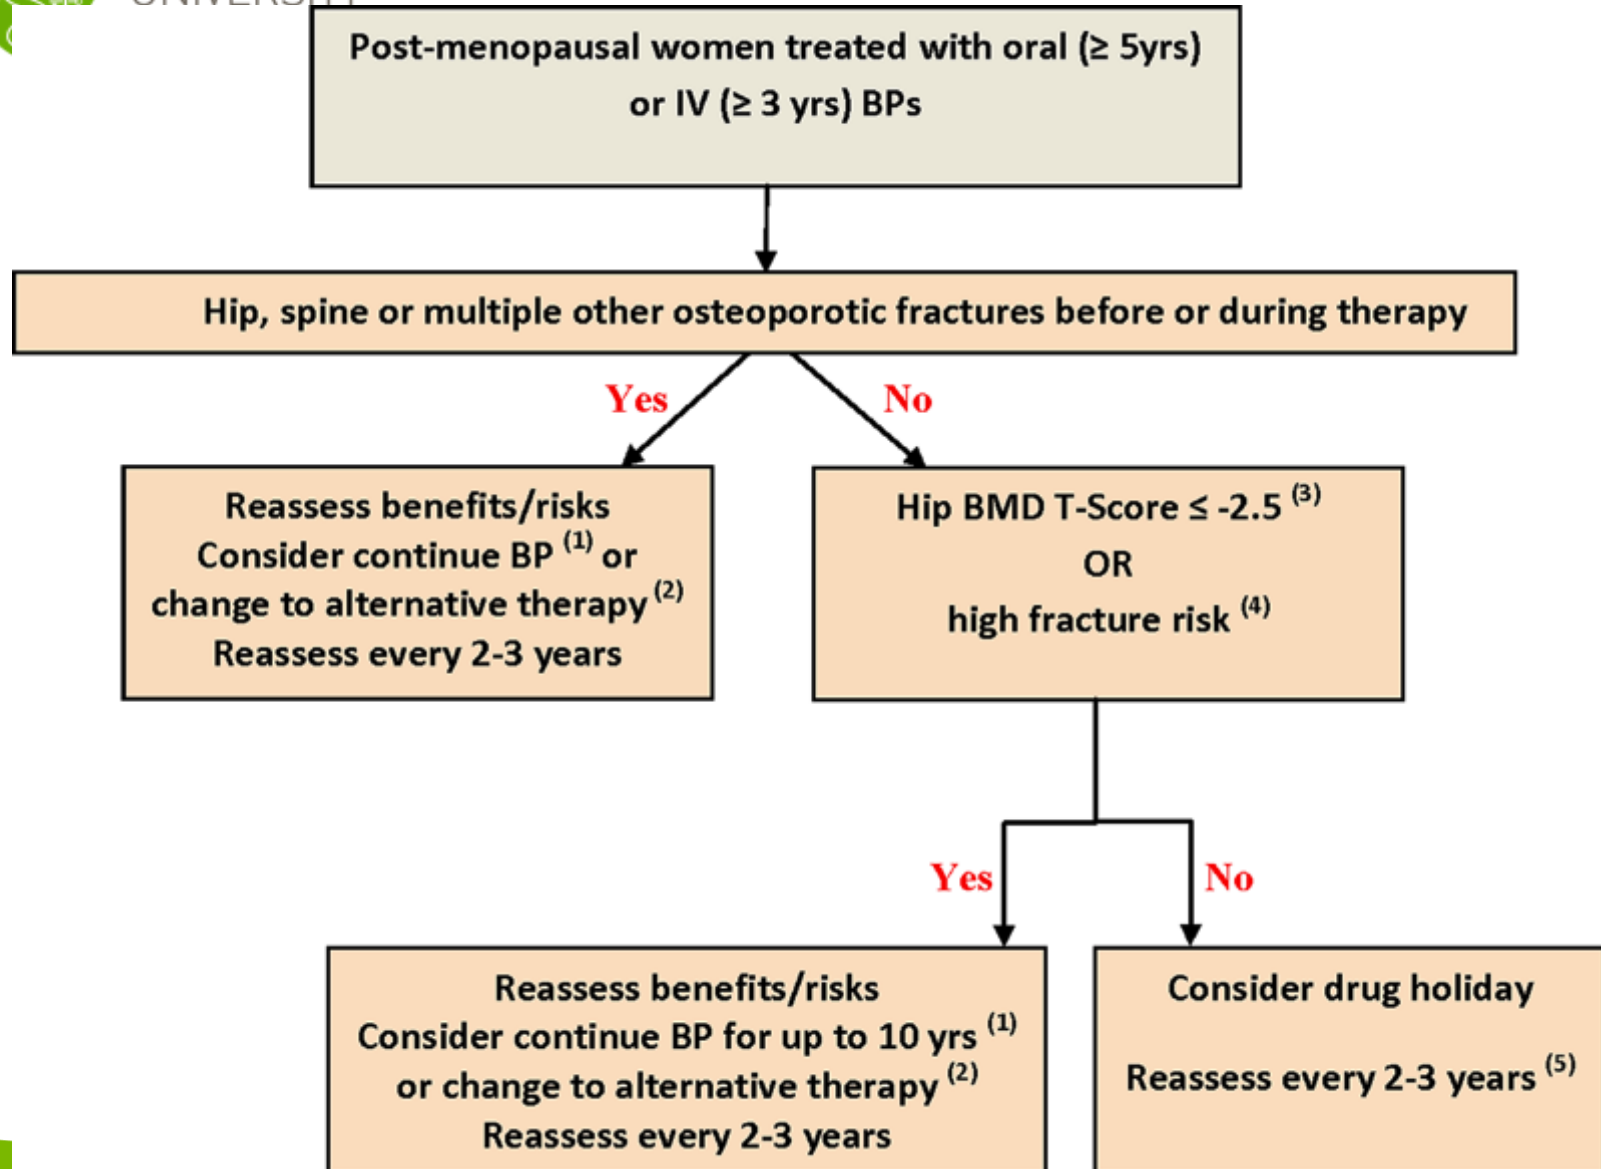 UNIVERSITY
Post-menopausal women treated with oral (≥ 5yrs)
or IV (≥ 3 yrs) BPs
Hip, spine or multiple other osteoporotic fractures before or during therapy
Yes
No
Reassess benefits/risks
Consider continue BP (1) or
change to alternative therapy (2)
Reassess every 2-3 years
Hip BMD T-Score ≤ -2.5 (3)
OR
high fracture risk (4)
Yes
No
Reassess benefits/risks
Consider continue BP for up to 10 yrs (1)
or change to alternative therapy (2)
Reassess every 2-3 years
Consider drug holiday
Reassess every 2-3 years (5)